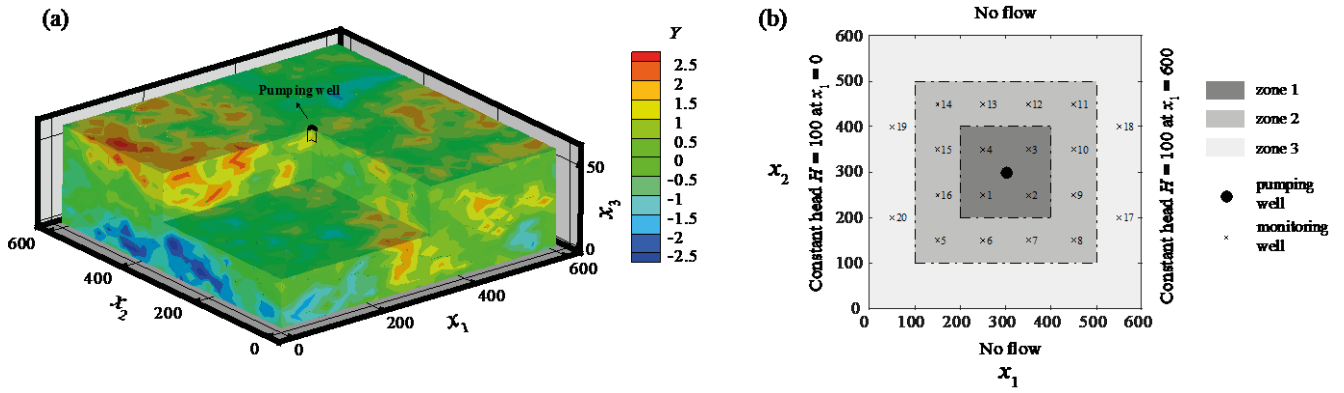 (a)
Y
2.5
2
1.5
1
0
-0.5
-1
-1.5
-2
-2.5
Pumping well
50
0
x3
600
400
200
0
x2
0
200
400
600
x1
(b)
No flow
600
500
400
300
200
100
0
x2
Constant head H = 100 at x1 = 0
14 13 12 11
19 18
15 4 3 10
16 1 2 9
20 17
5 6 7 8
Constant head H = 100 at x1 = 600
100 200 300 400 500 600
No flow
x1
zone 1
zone 2
zone 3
pumping
well
monitoring
well